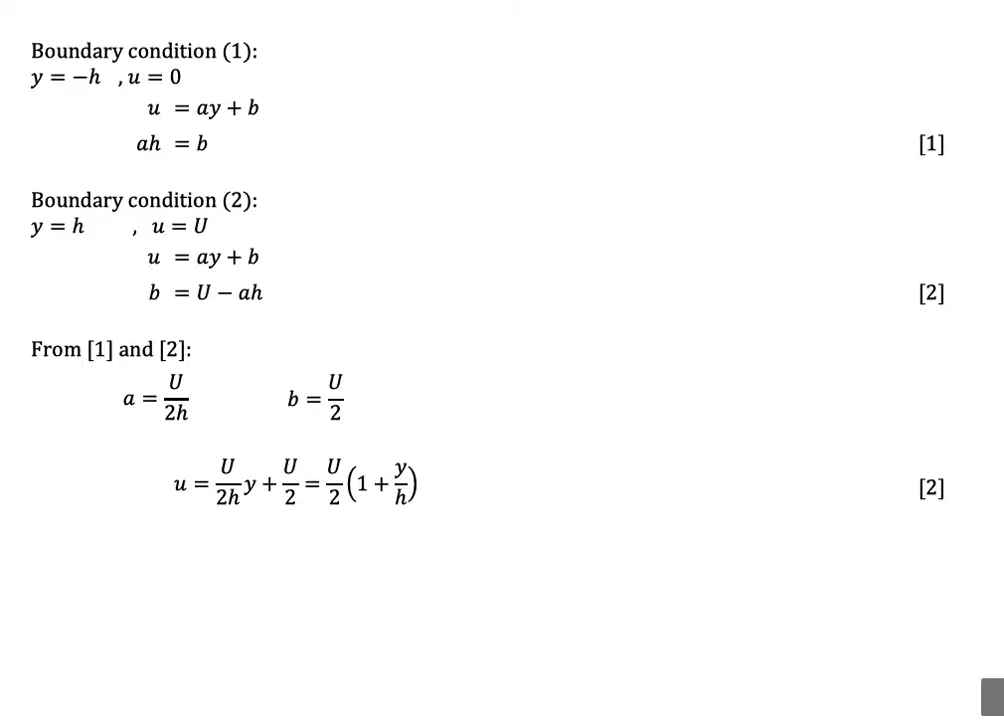 Boundary condition (1):
y = −h , u = 0
u = ay + b
ah = b [1]
Boundary condition (2):
y = h , u = U
u = ay + b
b = U − ah [2]
From [1] and [2]:
a = U/2h b = U/2
u = U/2h y + U/2 = U/2 (1 + y/h) [2]